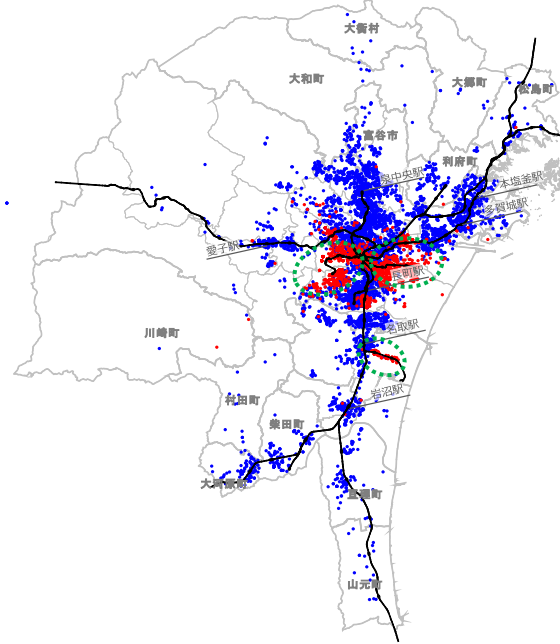 大衡村
大和町
大郷町
松島町
富谷市
利府町
泉中央駅
本塩釜駅
多賀城駅
愛子駅
長町駅
川崎町
名取駅
岩沼駅
村田町
柴田町
大河原町
亘理町
山元町